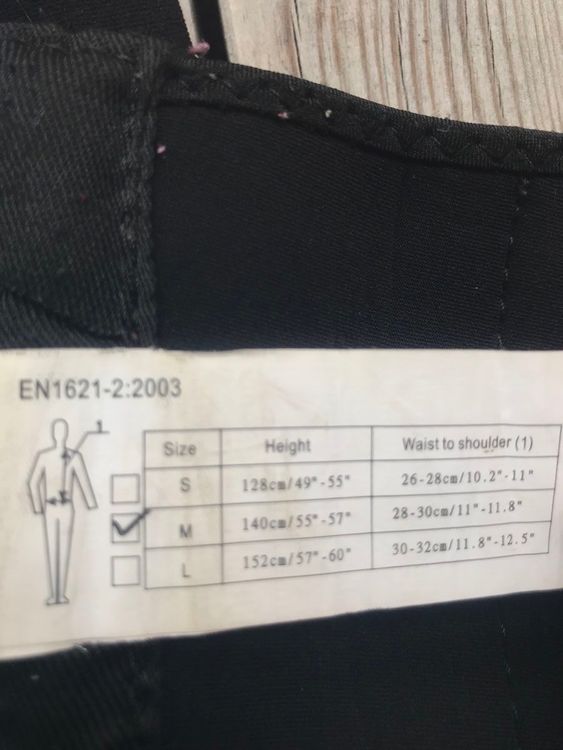 EN1621-2:2003
1
Size Height Waist to shoulder (1)
S 128cm/49"-55" 26-28cm/10.2"-11"
M 140cm/55"-57" 28-30cm/11"-11.8"
L 152cm/57"-60" 30-32cm/11.8"-12.5"